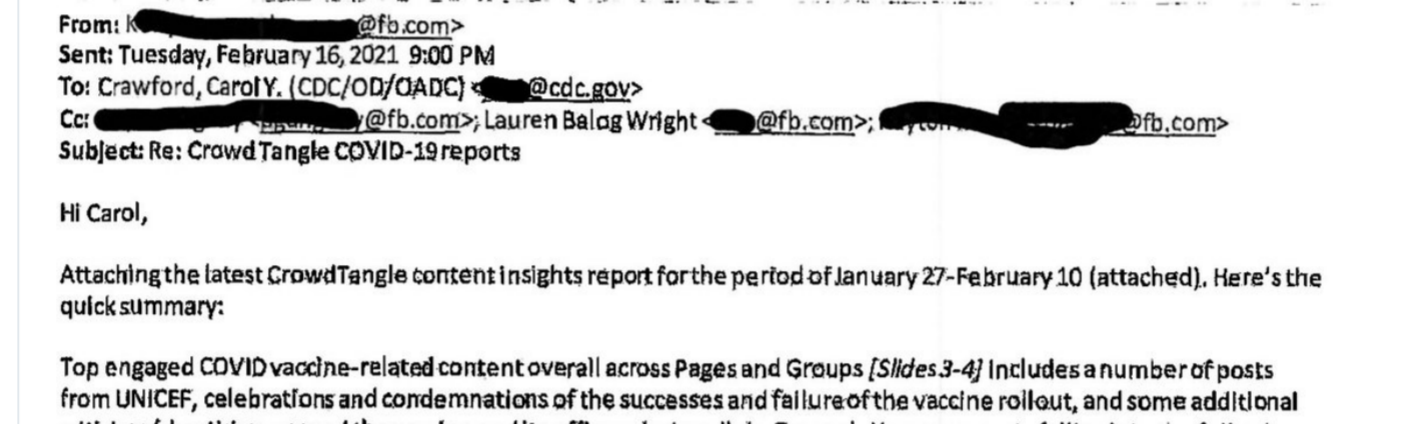 From: K @fb.com>
Sent: Tuesday, February 16, 2021 9:00 PM
To: Crawford, Carol Y. (CDC/OD/OADC) < @cdc.gov>
Cc: @fb.com>; Lauren Balog Wright < @fb.com>; @fb.com>
Subject: Re: CrowdTangle COVID-19 reports
Hi Carol,
Attaching the latest CrowdTangle content insights report for the period of January 27-February 10 (attached). Here's the
quick summary:
Top engaged COVID vaccine-related content overall across Pages and Groups [Slides 3-4] includes a number of posts
from UNICEF, celebrations and condemnations of the successes and failure of the vaccine rollout, and some additional